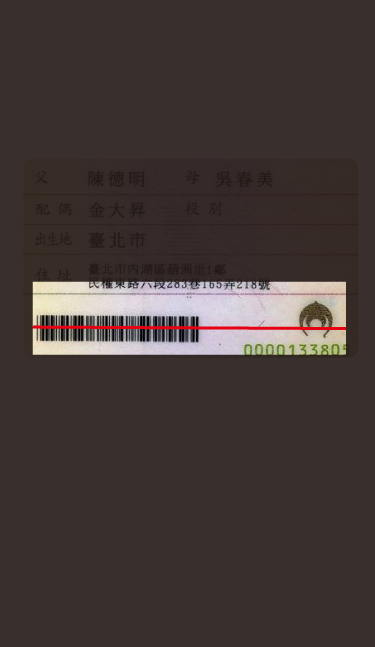 父 陳德明 母 吳春美
配偶 金大昇 役別
出生地 臺北市
住址 臺北市內湖區葫洲里1鄰
民權東路六段283巷165弄218號
000013380